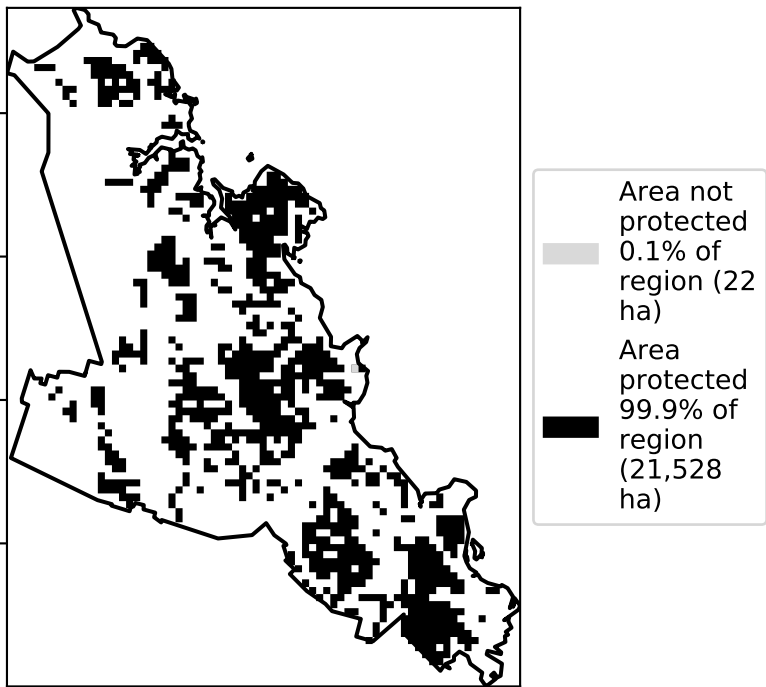 Area not
protected
0.1% of
region (22
ha)
Area
protected
99.9% of
region
(21,528
ha)